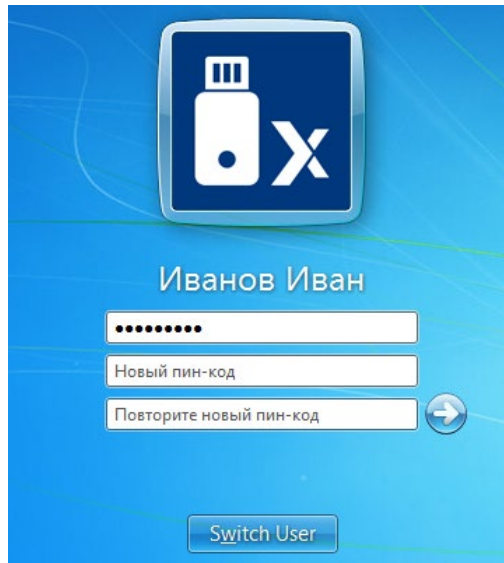 Иванов Иван
•••••••••
Новый пин-код
Повторите новый пин-код
Switch User